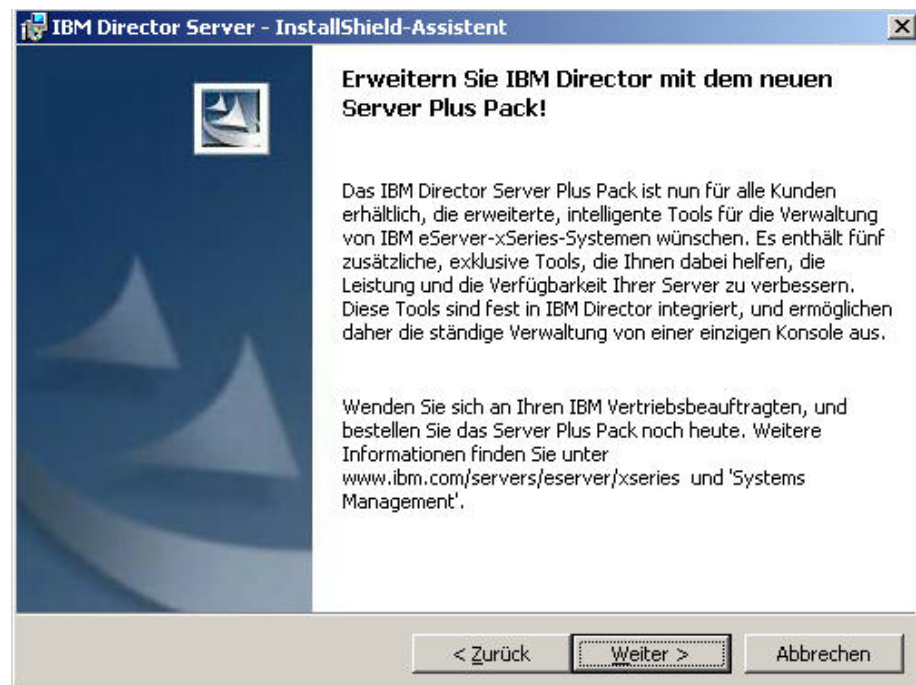 IBM Director Server - InstallShield-Assistent
Erweitern Sie IBM Director mit dem neuen
Server Plus Pack!
Das IBM Director Server Plus Pack ist nun für alle Kunden
erhältlich, die erweiterte, intelligente Tools für die Verwaltung
von IBM eServer-xSeries-Systemen wünschen. Es enthält fünf
zusätzliche, exklusive Tools, die Ihnen dabei helfen, die
Leistung und die Verfügbarkeit Ihrer Server zu verbessern.
Diese Tools sind fest in IBM Director integriert, und ermöglichen
daher die ständige Verwaltung von einer einzigen Konsole aus.
Wenden Sie sich an Ihren IBM Vertriebsbeauftragten, und
bestellen Sie das Server Plus Pack noch heute. Weitere
Informationen finden Sie unter
www.ibm.com/servers/eserver/xseries und 'Systems
Management'.
< Zurück Weiter > Abbrechen